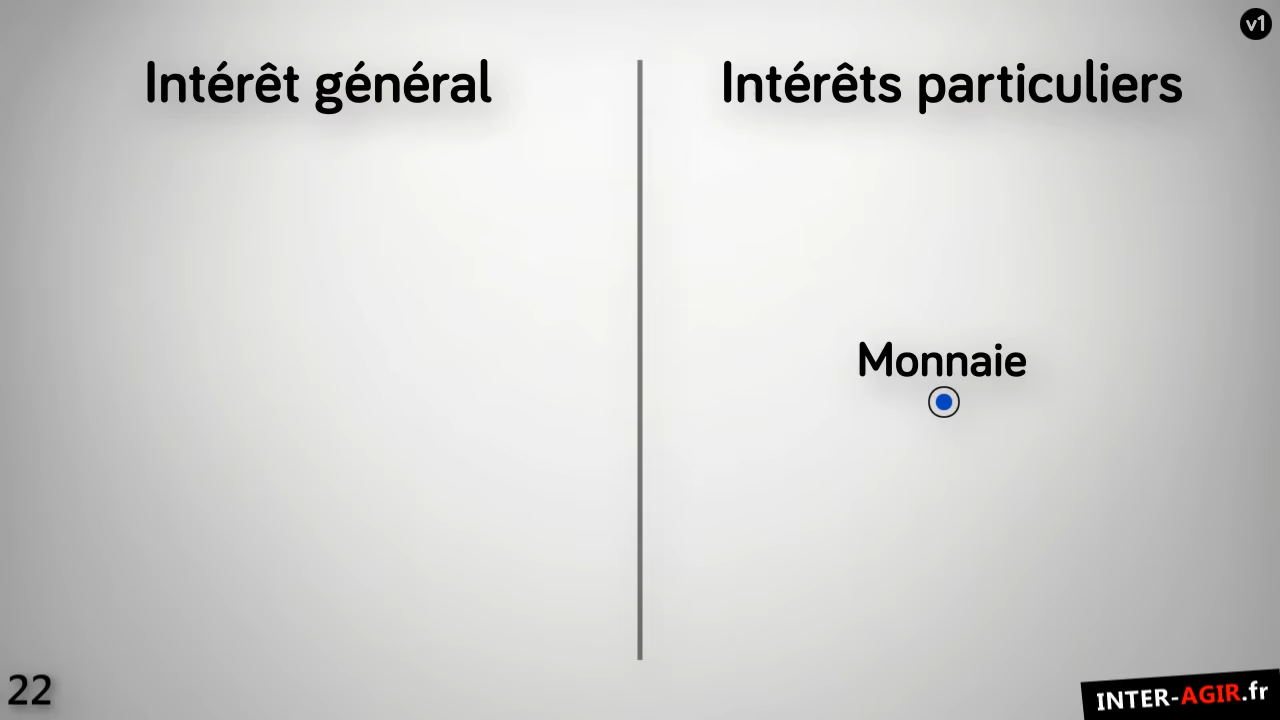 v1
Intérêt général
Intérêts particuliers
Monnaie
22
INTER-AGIR.fr